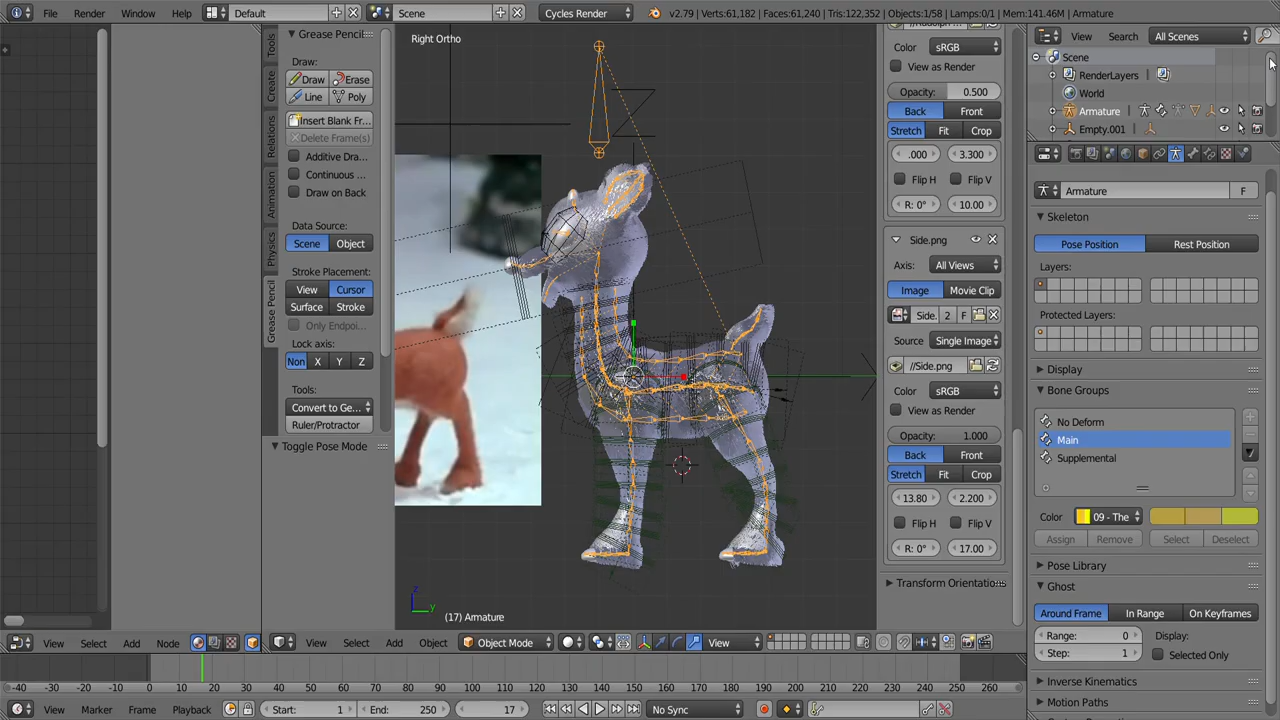 File Render Window Help Default Scene Cycles Render v2.79 | Verts:61,182 | Faces:61,240 | Tris:122,352 | Objects:1/58 | Lamps:0/1 | Mem:141.46M | Armature
Tools
Create
Relations
Animation
Physics
Grease Pencil
Grease Pencil
Draw:
Draw Erase
Line Poly
Insert Blank Fr...
Delete Frame(s)
Additive Dra...
Continuous ...
Draw on Back
Data Source:
Scene Object
Stroke Placement:
View Cursor
Surface Stroke
Only Endpoi...
Lock axis:
Non X Y Z
Tools:
Convert to Ge...
Ruler/Protractor
Toggle Pose Mode
Right Ortho
z
y
(17) Armature
Color sRGB
View as Render
Opacity: 0.500
Back Front
Stretch Fit Crop
.000 3.300
Flip H Flip V
R: 0° 10.00
Side.png
Axis: All Views
Image Movie Clip
Side. 2 F
Source Single Image
//Side.png
Color sRGB
View as Render
Opacity: 1.000
Back Front
Stretch Fit Crop
13.80 2.200
Flip H Flip V
R: 0° 17.00
Transform Orientatio
View Search All Scenes
Scene
RenderLayers
World
Armature
Empty.001
Armature F
Skeleton
Pose Position Rest Position
Layers:
Protected Layers:
Display
Bone Groups
No Deform
Main
Supplemental
Color 09 - The
Assign Remove Select Deselect
Pose Library
Ghost
Around Frame In Range On Keyframes
Range: 0 Display:
Step: 1 Selected Only
Inverse Kinematics
Motion Paths
View Select Add Node
View Select Add Object Object Mode View
-40 -30 -20 -10 0 10 20 30 40 50 60 70 80 90 100 110 120 130 140 150 160 170 180 190 200 210 220 230 240 250 260
View Marker Frame Playback Start: 1 End: 250 17 No Sync